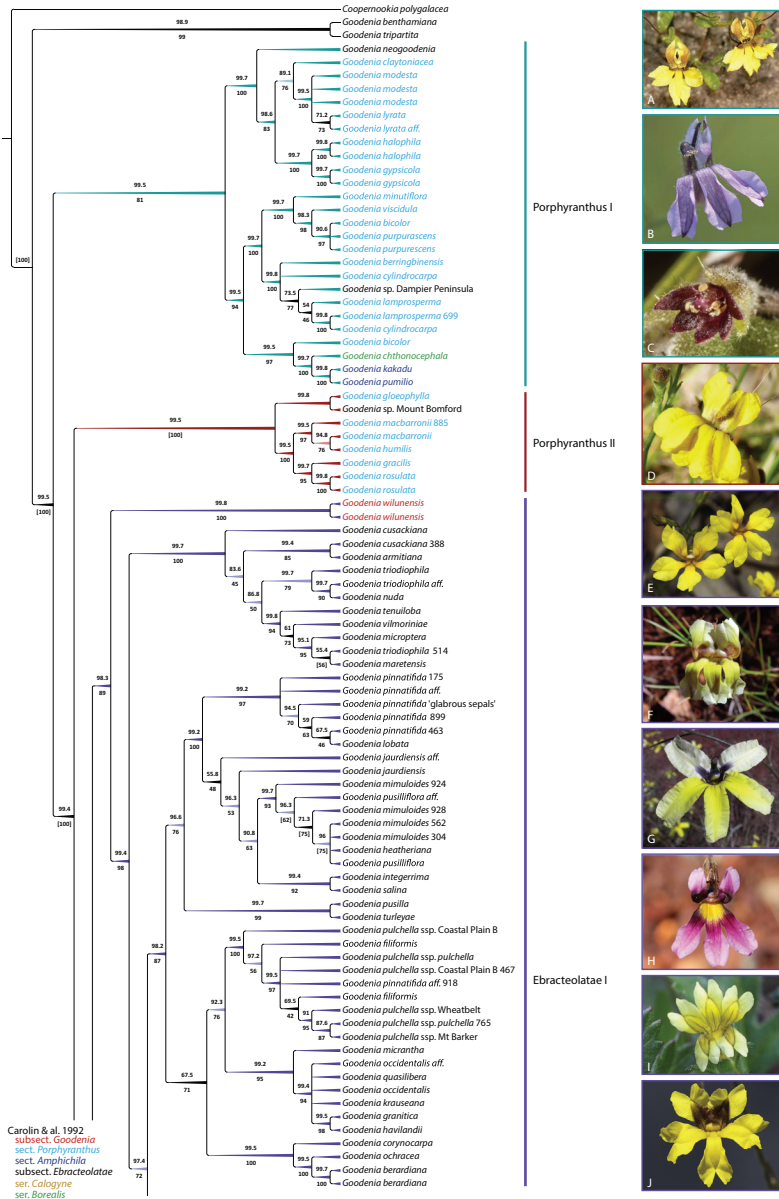 Coopernookia polygalacea
98.9
Goodenia benthamiana
99
Goodenia tripartita
Goodenia neogoodenia
Goodenia claytoniacea
99.7
100
89.1
76
Goodenia modesta
Goodenia modesta
99.5
100
Goodenia modesta
98.6
83
Goodenia lyrata
71.2
73
Goodenia lyrata aff.
Goodenia halophila
99.8
100
Goodenia halophila
99.7
100
Goodenia gypsicola
99.7
100
Goodenia gypsicola
99.5
81
Goodenia minutiflora
99.7
100
Goodenia viscidula
98.3
98
Goodenia bicolor
Goodenia purpurascens
90.6
97
Goodenia purpurescens
99.7
100
Goodenia berringbinensis
Goodenia cylindrocarpa
99.8
100
Goodenia sp. Dampier Peninsula
73.5
77
Goodenia lamprosperma
54
46
Goodenia lamprosperma 699
99.8
100
Goodenia cylindrocarpa
99.5
94
Goodenia bicolor
99.5
97
Goodenia chthonocephala
99.7
100
Goodenia kakadu
99.8
100
Goodenia pumilio
[100]
Porphyranthus I
Goodenia gloeophylla
99.8
Goodenia sp. Mount Bomford
Goodenia macbarronii 885
99.5
97
Goodenia macbarronii
94.8
76
Goodenia humilis
99.5
[100]
99.5
100
Goodenia gracilis
99.7
95
Goodenia rosulata
99.8
100
Goodenia rosulata
Porphyranthus II
99.5
[100]
Goodenia wilunensis
99.8
100
Goodenia wilunensis
Goodenia cusackiana
99.7
100
Goodenia cusackiana 388
99.4
85
Goodenia armitiana
83.6
45
Goodenia triodiophila
99.7
79
Goodenia triodiophila aff.
99.7
90
Goodenia nuda
86.8
50
Goodenia tenuiloba
99.8
94
Goodenia vilmoriniae
61
73
Goodenia microptera
95.1
95
Goodenia triodiophila 514
55.4
[56]
Goodenia maretensis
98.3
89
Goodenia pinnatifida 175
Goodenia pinnatifida aff.
99.2
97
Goodenia pinnatifida 'glabrous sepals'
94.5
70
Goodenia pinnatifida 899
59
63
Goodenia pinnatifida 463
67.5
46
Goodenia lobata
99.2
100
Goodenia jaurdiensis aff.
55.8
48
Goodenia jaurdiensis
96.3
53
Goodenia mimuloides 924
99.7
93
Goodenia pusilliflora aff.
96.3
[62]
Goodenia mimuloides 928
71.3
[75]
Goodenia mimuloides 562
Goodenia mimuloides 304
96
[75]
Goodenia heatheriana
Goodenia pusilliflora
90.8
63
Goodenia integerrima
99.4
92
Goodenia salina
99.4
[100]
96.6
76
Goodenia pusilla
99.7
99
Goodenia turleyae
99.4
98
Goodenia pulchella ssp. Coastal Plain B
99.5
100
Goodenia filiformis
97.2
56
Goodenia pulchella ssp. pulchella
Goodenia pulchella ssp. Coastal Plain B 467
99.5
97
Goodenia pinnatifida aff. 918
Goodenia filiformis
69.5
42
Goodenia pulchella ssp. Wheatbelt
91
95
Goodenia pulchella ssp. pulchella 765
87.6
87
Goodenia pulchella ssp. Mt Barker
98.2
87
92.3
76
Goodenia micrantha
Goodenia occidentalis aff.
99.2
95
Goodenia quasilibera
Goodenia occidentalis
99.4
94
Goodenia krauseana
Goodenia granitica
99.5
98
Goodenia havilandii
67.5
71
Goodenia corynocarpa
99.5
100
Goodenia ochracea
99.5
100
Goodenia berardiana
99.7
100
Goodenia berardiana
97.4
72
Ebracteolatae I
Carolin & al. 1992
subsect. Goodenia
sect. Porphyranthus
sect. Amphichila
subsect. Ebracteolatae
ser. Calogyne
ser. Borealis
A
B
C
D
E
F
G
H
I
J